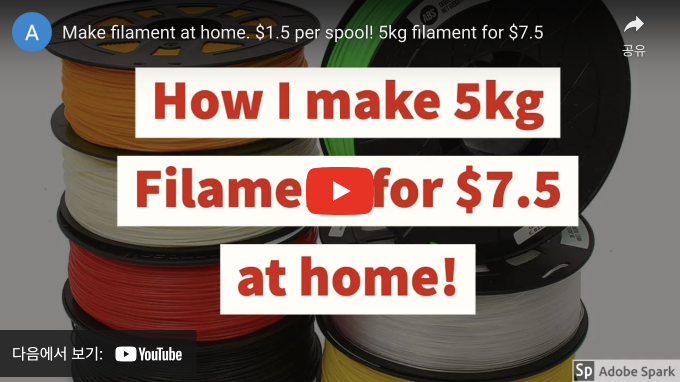 A
Make filament at home. $1.5 per spool! 5kg filament for $7.5
공유
How I make 5kg
Filame for $7.5
at home!
다음에서 보기: YouTube
Sp Adobe Spark